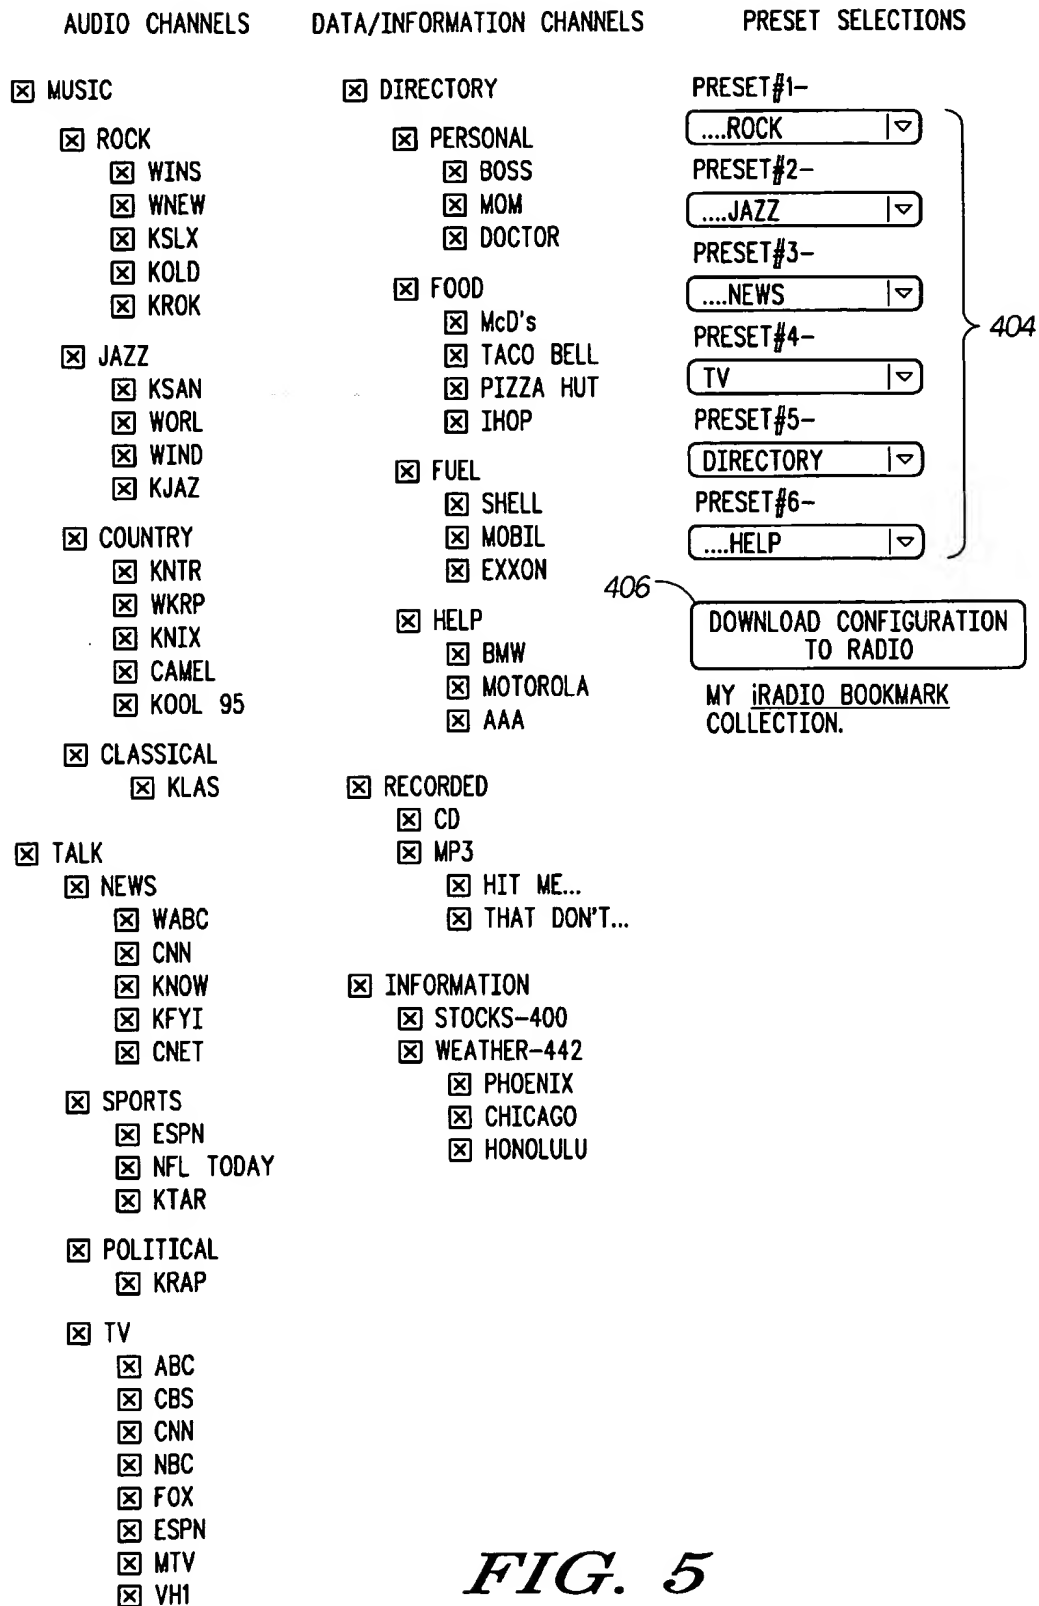 AUDIO CHANNELS
☒ MUSIC
☒ ROCK
☒ WINS
☒ WNEW
☒ KSLX
☒ KOLD
☒ KROK
☒ JAZZ
☒ KSAN
☒ WORL
☒ WIND
☒ KJAZ
☒ COUNTRY
☒ KNTR
☒ WKRP
☒ KNIX
☒ CAMEL
☒ KOOL 95
☒ CLASSICAL
☒ KLAS
☒ TALK
☒ NEWS
☒ WABC
☒ CNN
☒ KNOW
☒ KFYI
☒ CNET
☒ SPORTS
☒ ESPN
☒ NFL TODAY
☒ KTAR
☒ POLITICAL
☒ KRAP
☒ TV
☒ ABC
☒ CBS
☒ CNN
☒ NBC
☒ FOX
☒ ESPN
☒ MTV
☒ VH1
DATA/INFORMATION CHANNELS
☒ DIRECTORY
☒ PERSONAL
☒ BOSS
☒ MOM
☒ DOCTOR
☒ FOOD
☒ McD's
☒ TACO BELL
☒ PIZZA HUT
☒ IHOP
☒ FUEL
☒ SHELL
☒ MOBIL
☒ EXXON
☒ HELP
☒ BMW
☒ MOTOROLA
☒ AAA
☒ RECORDED
☒ CD
☒ MP3
☒ HIT ME...
☒ THAT DON'T...
☒ INFORMATION
☒ STOCKS-400
☒ WEATHER-442
☒ PHOENIX
☒ CHICAGO
☒ HONOLULU
PRESET SELECTIONS
PRESET#1-
....ROCK
PRESET#2-
....JAZZ
PRESET#3-
....NEWS
PRESET#4-
TV
PRESET#5-
DIRECTORY
PRESET#6-
....HELP
404
406
DOWNLOAD CONFIGURATION
TO RADIO
MY iRADIO BOOKMARK
COLLECTION.
FIG. 5